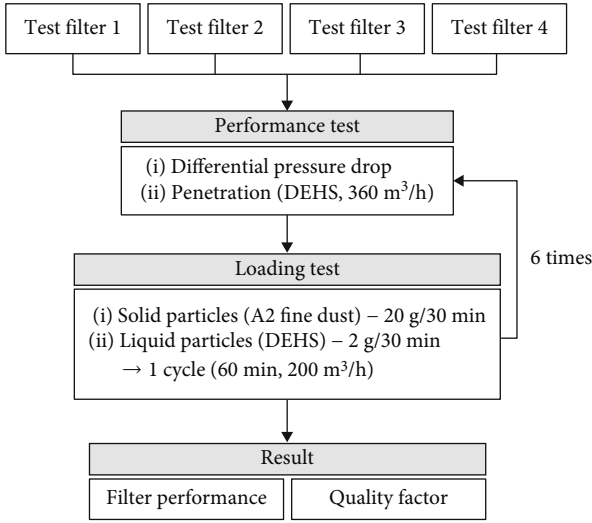 Test filter 1
Test filter 2
Test filter 3
Test filter 4
Performance test
(i) Differential pressure drop
(ii) Penetration (DEHS, 360 m³/h)
6 times
Loading test
(i) Solid particles (A2 fine dust) – 20 g/30 min
(ii) Liquid particles (DEHS) – 2 g/30 min
→ 1 cycle (60 min, 200 m³/h)
Result
Filter performance
Quality factor